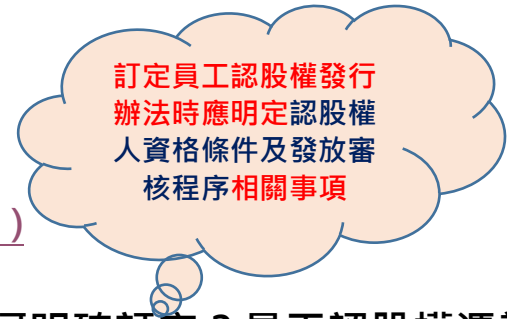 訂定員工認股權發行
辦法時應明定認股權
人資格條件及發放審
核程序相關事項
)